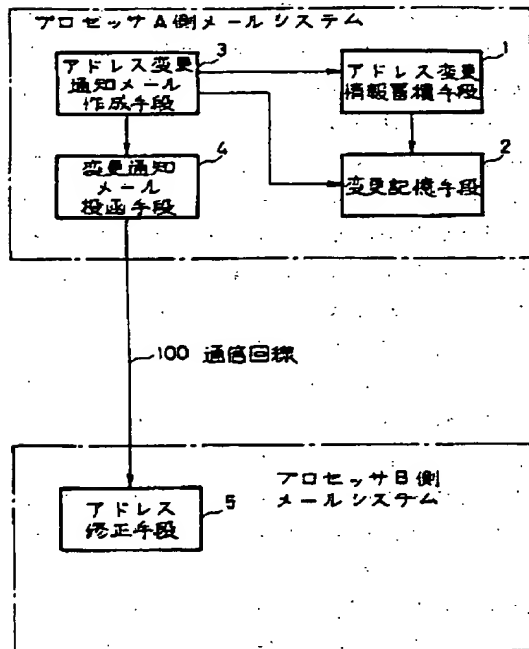 プロセッサA側メールシステム
3
アドレス変更
通知メール
作成手段
1
アドレス変更
情報蓄積手段
4
変更通知
メール
投函手段
2
変更記憶手段
100 通信回線
プロセッサB側
メールシステム
5
アドレス
修正手段